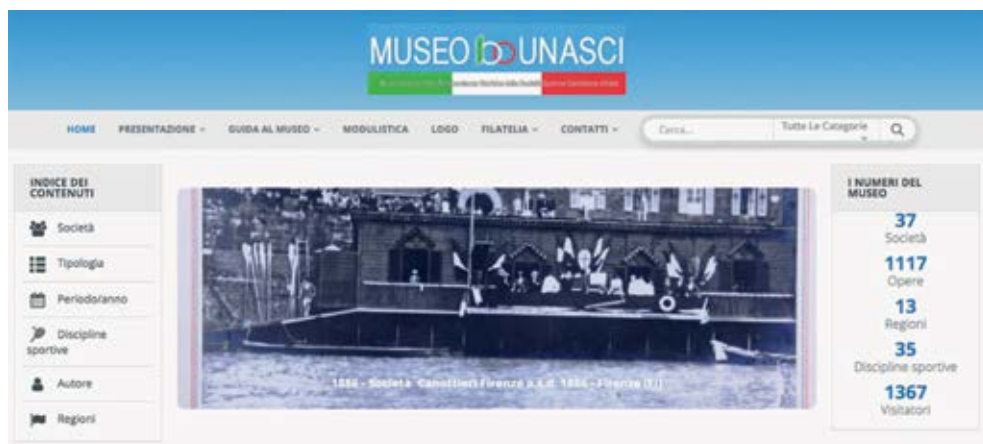 MUSEO UNASCI
HOME PRESENTAZIONE GUIDA AL MUSEO MODULISTICA LOGO FILATELIA CONTATTI Cerca... Tutte Le Categorie
INDICE DEI
CONTENUTI
Società
Tipologia
Periodo/anno
Discipline
sportive
Autore
Regioni
1886 - Società Canottieri Firenze a.s.d. 1886 - Firenze (FI)
I NUMERI DEL
MUSEO
37
Società
1117
Opere
13
Regioni
35
Discipline sportive
1367
Visitatori